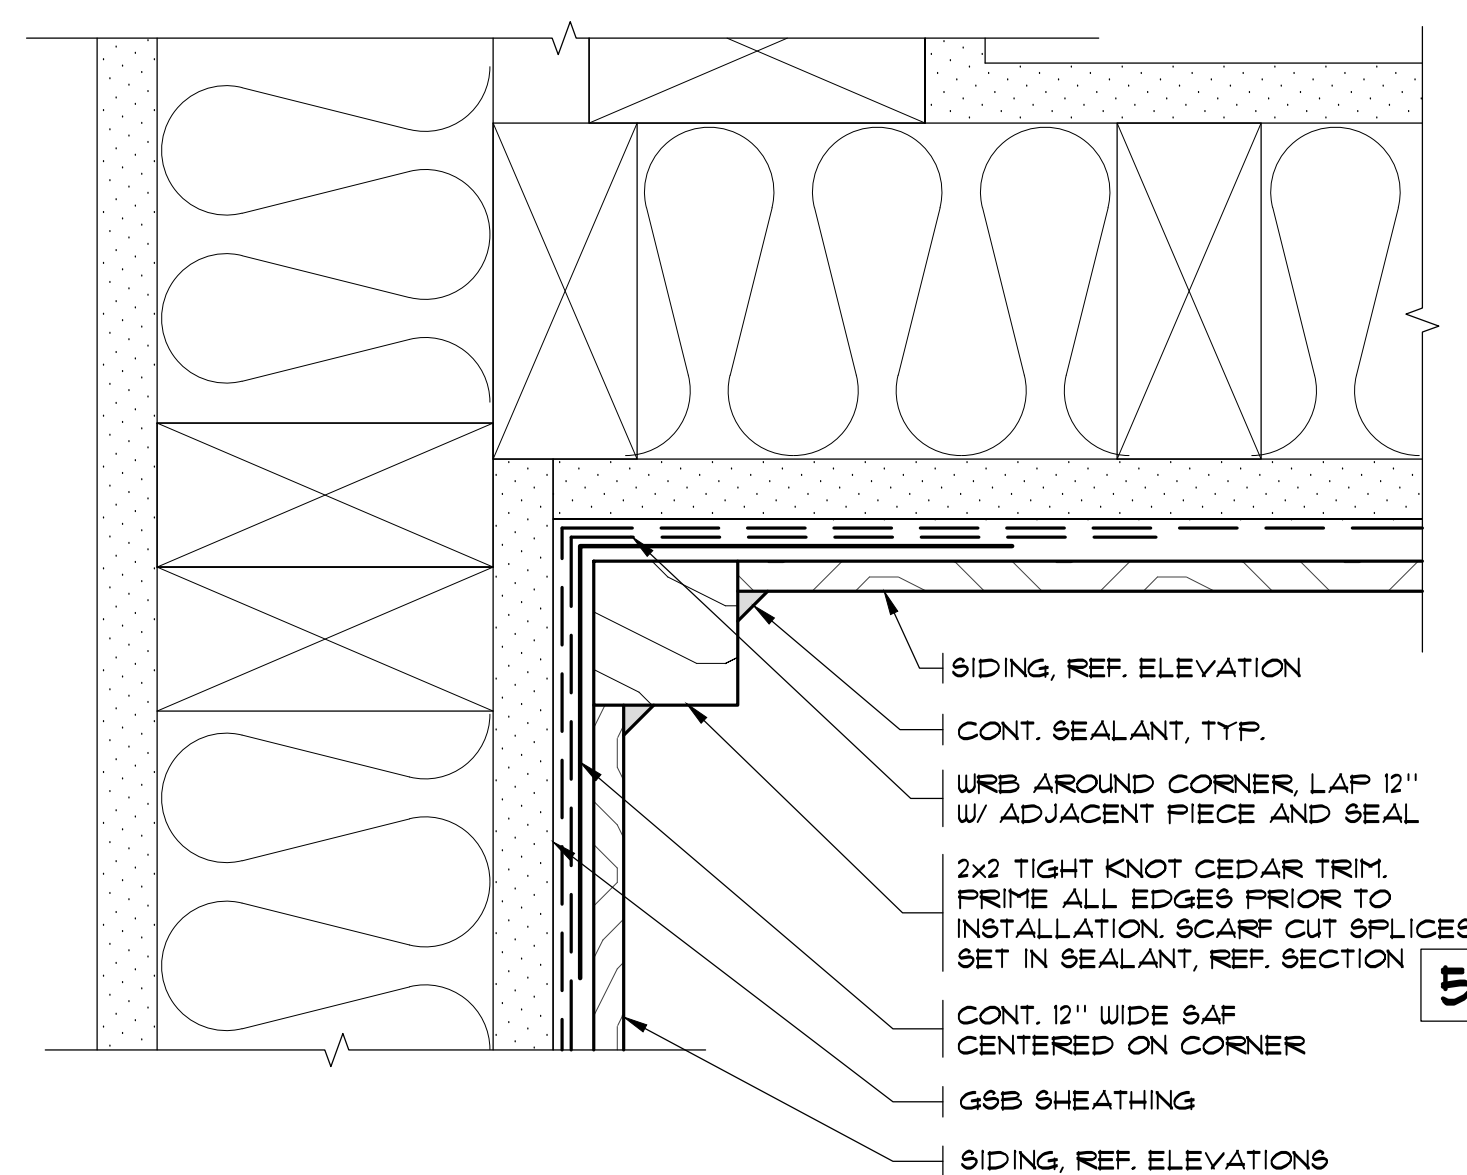 SIDING, REF. ELEVATION
CONT. SEALANT, TYP.
WRB AROUND CORNER, LAP 12"
W/ ADJACENT PIECE AND SEAL
2x2 TIGHT KNOT CEDAR TRIM.
PRIME ALL EDGES PRIOR TO
INSTALLATION. SCARF CUT SPLICES
SET IN SEALANT, REF. SECTION
5
CONT. 12" WIDE SAF
CENTERED ON CORNER
GSB SHEATHING
SIDING, REF. ELEVATIONS